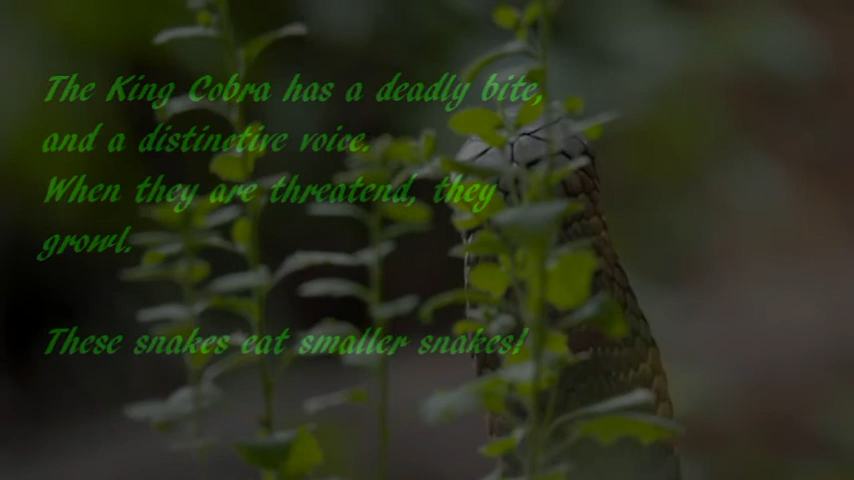 The King Cobra has a deadly bite,
and a distinctive voice.
When they are threatend, they
growl.
These snakes eat smaller snakes!